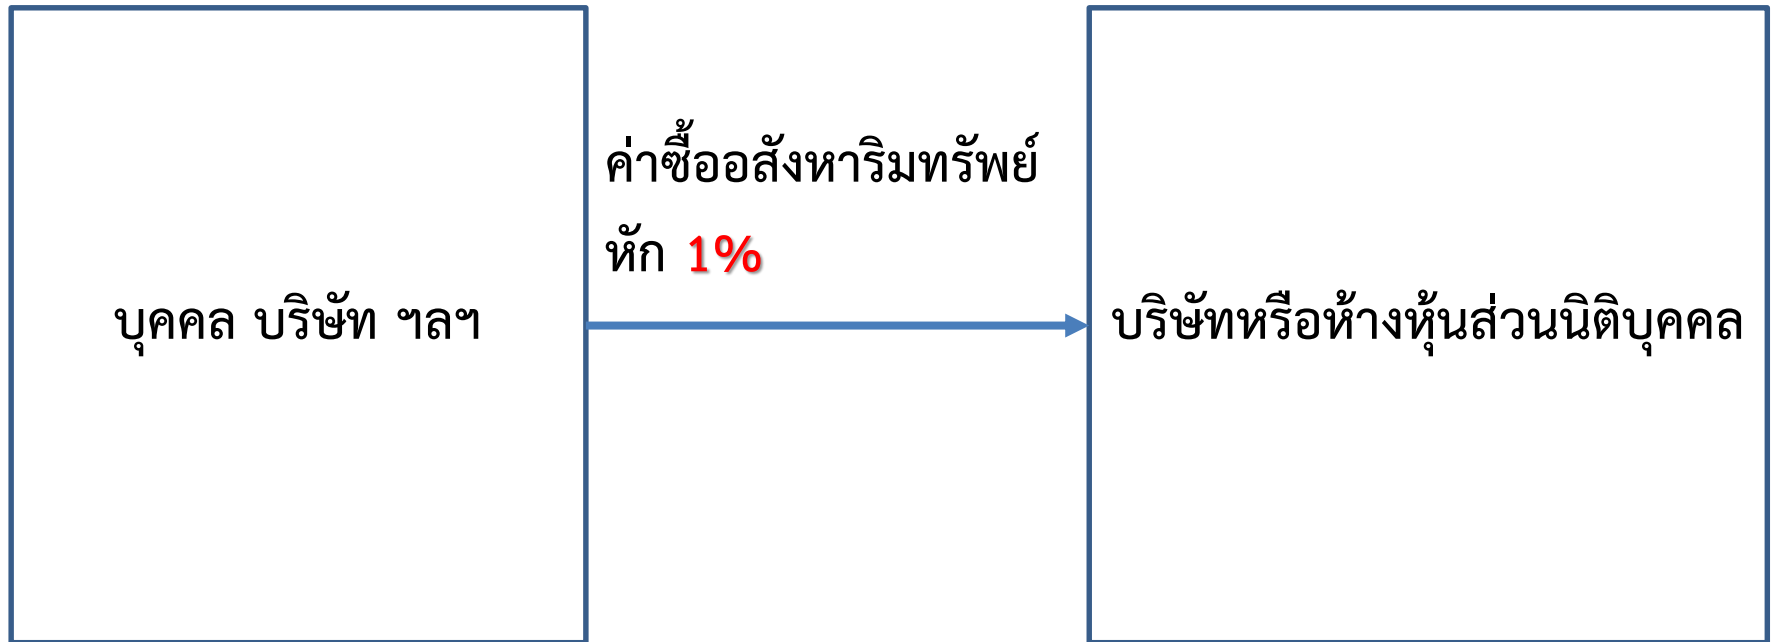 บุคคล บริษัท ฯลฯ
ค่าซื้ออสังหาริมทรัพย์
หัก 1%
บริษัทหรือห้างหุ้นส่วนนิติบุคคล